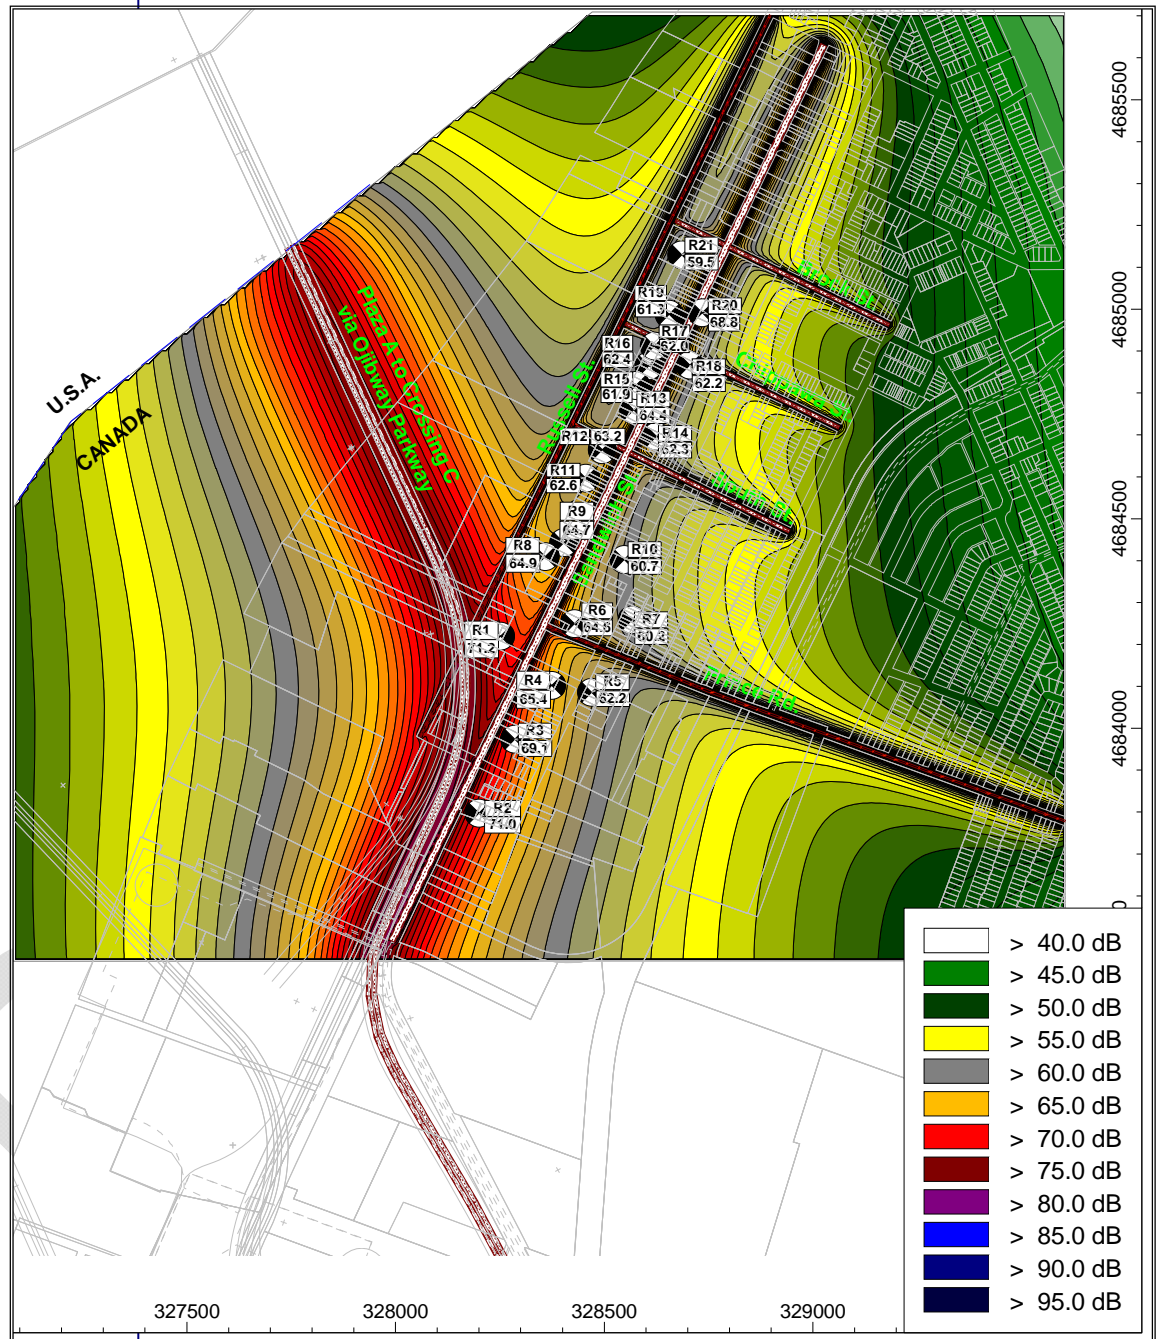 4685500
R21
59.5
Brock St
R19
61.3
R20
68.8
4685000
R17
62.0
R16
62.4
Plaza A to Crossing C
via Ojibway Parkway
R18
62.2
Chippawa St
U.S.A.
R15
61.9
R13
64.4
Russell St
CANADA
R12
63.2
R14
62.3
R11
62.6
South St
R9
64.7
4684500
Sandwich St
R8
64.9
R10
60.7
R6
64.6
R7
R1
71.2
R4
65.4
R5
62.2
Prince Rd
4684000
R3
69.1
R2
71.0
> 40.0 dB
> 45.0 dB
> 50.0 dB
> 55.0 dB
> 60.0 dB
> 65.0 dB
> 70.0 dB
> 75.0 dB
> 80.0 dB
> 85.0 dB
> 90.0 dB
> 95.0 dB
327500
328000
328500
329000